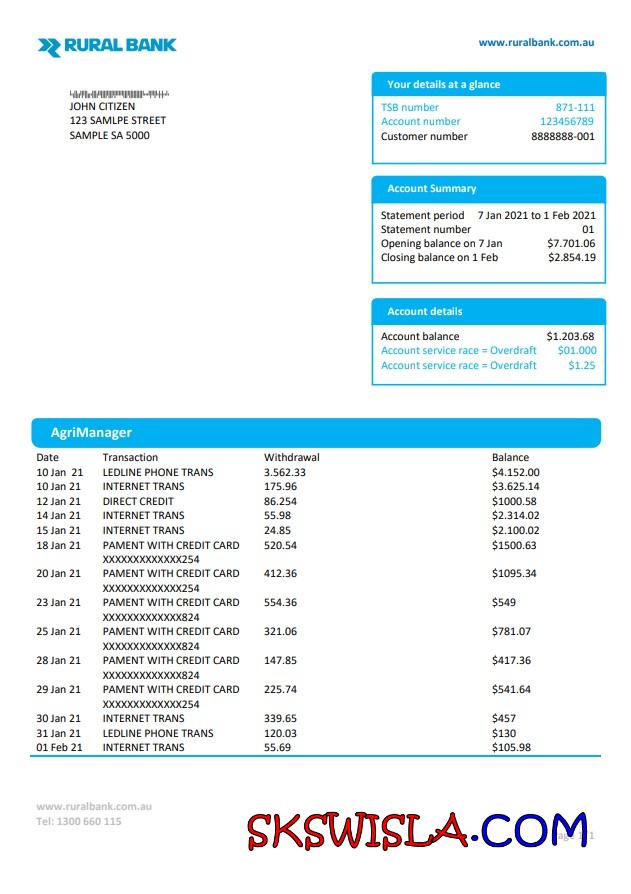 RURAL BANK
www.ruralbank.com.au
JOHN CITIZEN
123 SAMLPE STREET
SAMPLE SA 5000
Your details at a glance
TSB number 871-111
Account number 123456789
Customer number 8888888-001
Account Summary
Statement period 7 Jan 2021 to 1 Feb 2021
Statement number 01
Opening balance on 7 Jan $7.701.06
Closing balance on 1 Feb $2.854.19
Account details
Account balance $1.203.68
Account service race = Overdraft $01.000
Account service race = Overdraft $1.25
AgriManager
Date Transaction Withdrawal Balance
10 Jan 21 LEDLINE PHONE TRANS 3.562.33 $4.152.00
10 Jan 21 INTERNET TRANS 175.96 $3.625.14
12 Jan 21 DIRECT CREDIT 86.254 $1000.58
14 Jan 21 INTERNET TRANS 55.98 $2.314.02
15 Jan 21 INTERNET TRANS 24.85 $2.100.02
18 Jan 21 PAMENT WITH CREDIT CARD 520.54 $1500.63
XXXXXXXXXXXXX254
20 Jan 21 PAMENT WITH CREDIT CARD 412.36 $1095.34
XXXXXXXXXXXXX254
23 Jan 21 PAMENT WITH CREDIT CARD 554.36 $549
XXXXXXXXXXXXX824
25 Jan 21 PAMENT WITH CREDIT CARD 321.06 $781.07
XXXXXXXXXXXXX824
28 Jan 21 PAMENT WITH CREDIT CARD 147.85 $417.36
XXXXXXXXXXXXX824
29 Jan 21 PAMENT WITH CREDIT CARD 225.74 $541.64
XXXXXXXXXXXXX254
30 Jan 21 INTERNET TRANS 339.65 $457
31 Jan 21 LEDLINE PHONE TRANS 120.03 $130
01 Feb 21 INTERNET TRANS 55.69 $105.98
www.ruralbank.com.au
Tel: 1300 660 115
SKSWISLA.COM